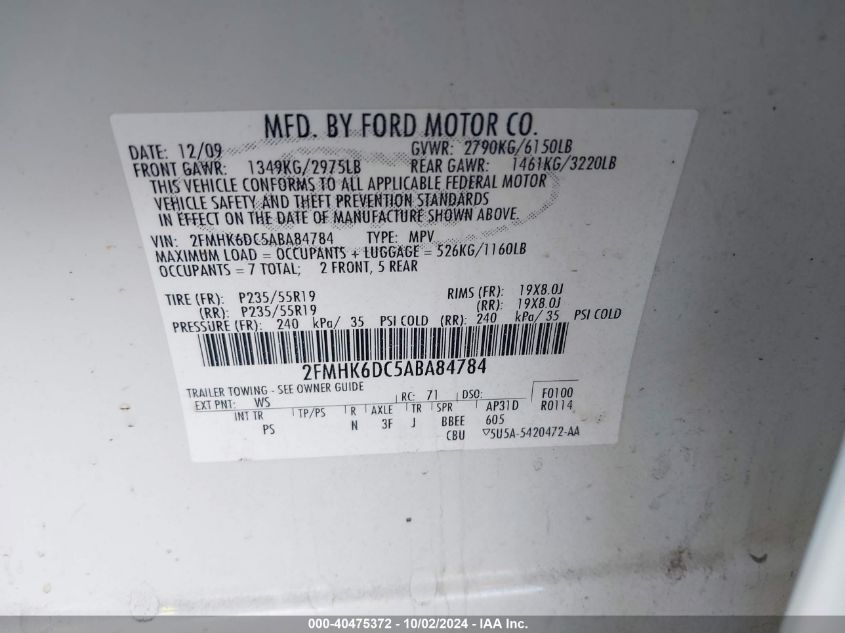 MFD. BY FORD MOTOR CO.
DATE: 12/09 GVWR: 2790KG/6150LB
FRONT GAWR: 1349KG/2975LB REAR GAWR: 1461KG/3220LB
THIS VEHICLE CONFORMS TO ALL APPLICABLE FEDERAL MOTOR
VEHICLE SAFETY AND THEFT PREVENTION STANDARDS
IN EFFECT ON THE DATE OF MANUFACTURE SHOWN ABOVE.
VIN: 2FMHK6DC5ABA84784 TYPE: MPV
MAXIMUM LOAD = OCCUPANTS + LUGGAGE = 526KG/1160LB
OCCUPANTS = 7 TOTAL; 2 FRONT, 5 REAR
TIRE (FR): P235/55R19 RIMS (FR): 19X8.0J
(RR): P235/55R19 (RR): 19X8.0J
PRESSURE (FR): 240 kPa/ 35 PSI COLD (RR): 240 kPa/ 35 PSI COLD
2FMHK6DC5ABA84784
TRAILER TOWING - SEE OWNER GUIDE
EXT PNT: WS RC: 71 DSO: F0100
INT TR TP/PS R AXLE TR SPR AP31D R0114
PS N 3F J BBEE 605
CBU ▽5U5A-5420472-AA
000-40475372 - 10/02/2024 - IAA Inc.